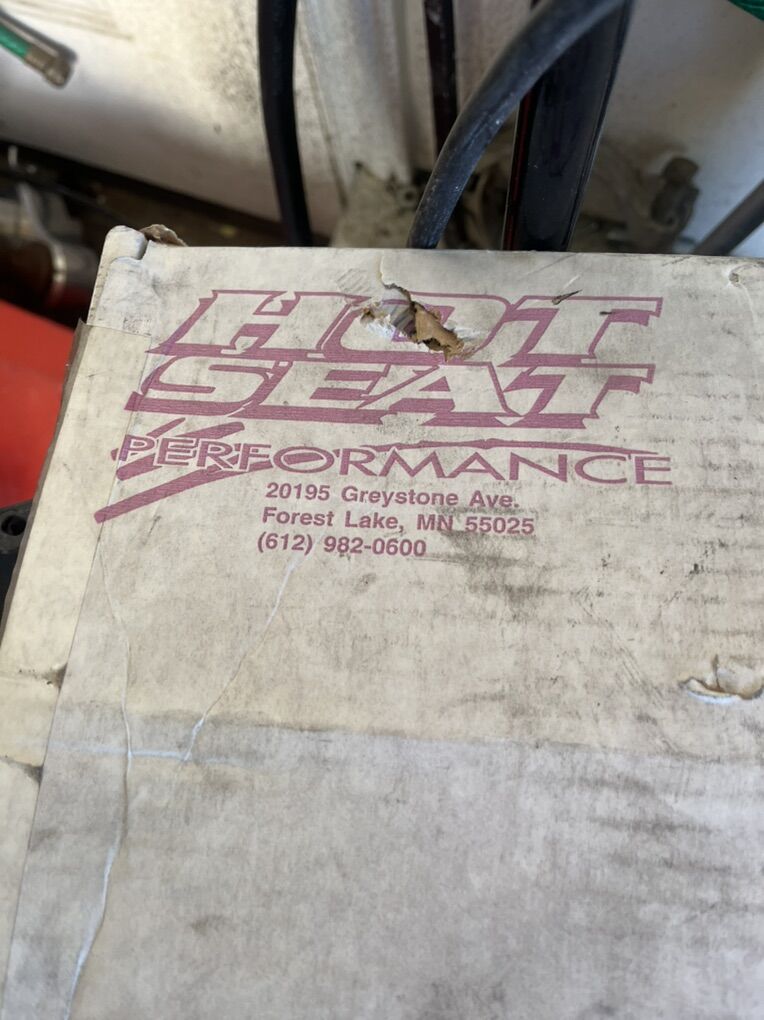 HOT
SEAT
PERFORMANCE
20195 Greystone Ave.
Forest Lake, MN 55025
(612) 982-0600